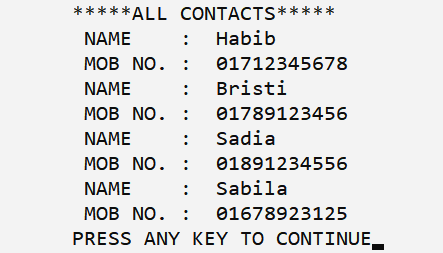 *****ALL CONTACTS*****
NAME    :  Habib
MOB NO. :  01712345678
NAME    :  Bristi
MOB NO. :  01789123456
NAME    :  Sadia
MOB NO. :  01891234556
NAME    :  Sabila
MOB NO. :  01678923125
PRESS ANY KEY TO CONTINUE